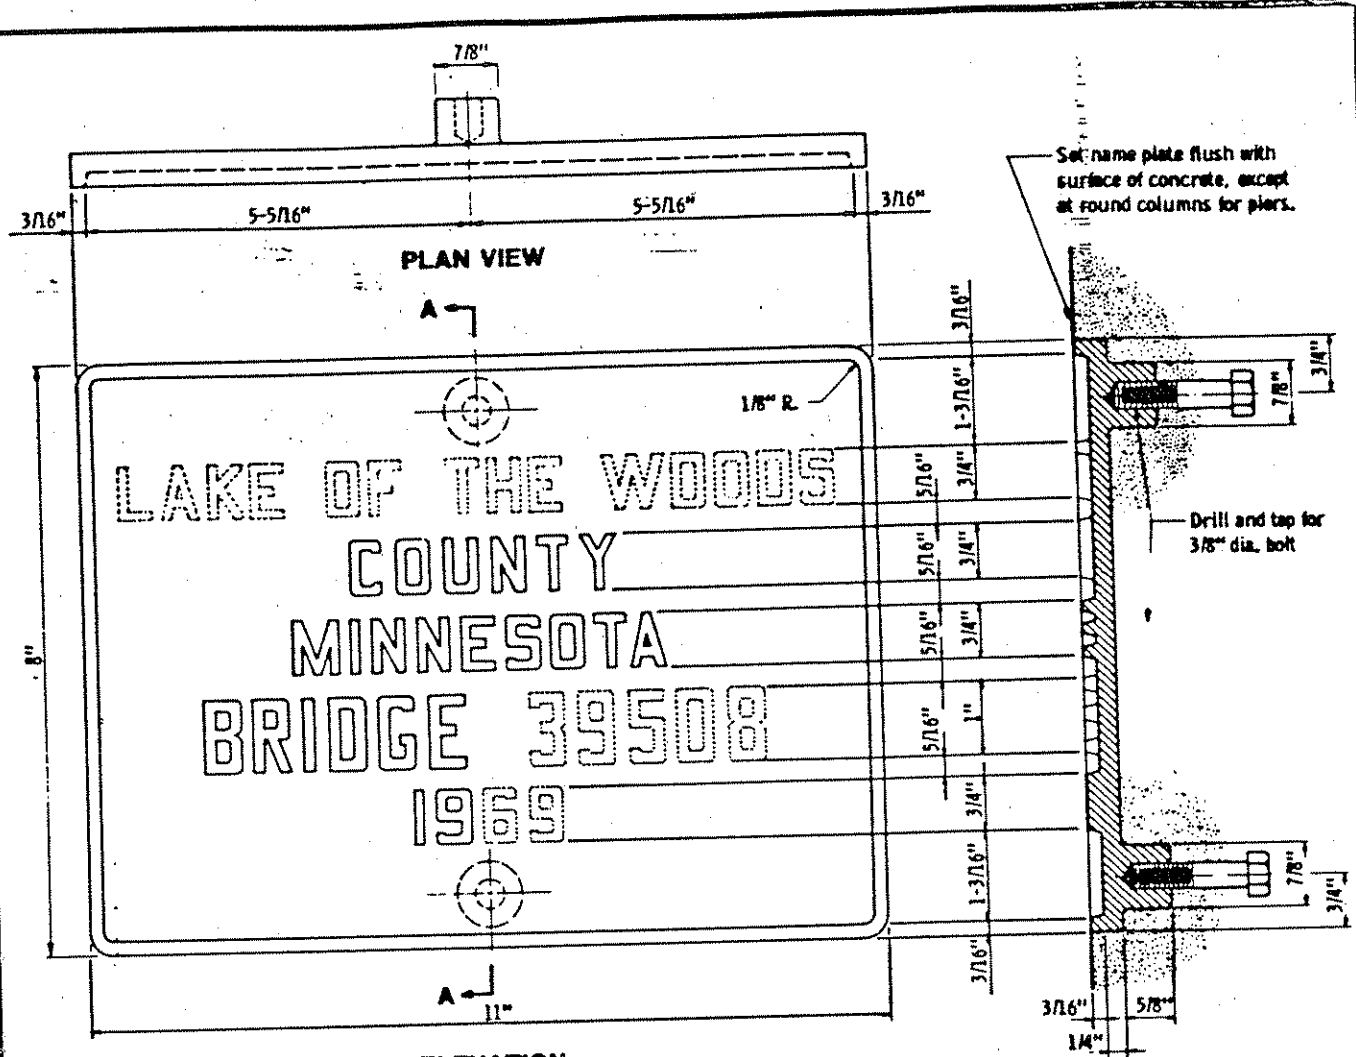 7/8"
Set name plate flush with
surface of concrete, except
at round columns for piers.
3/16"
5-5/16"
5-5/16"
3/16"
PLAN VIEW
A
3/16"
3/4"
1/8" R.
1-3/16"
7/8"
LAKE OF THE WOODS
5/16"
3/4"
Drill and tap for
3/8" dia. bolt
COUNTY
5/16"
3/4"
MINNESOTA
5/16"
3/4"
8"
BRIDGE 39508
5/16"
1"
1969
3/4"
1-3/16"
7/8"
3/4"
3/16"
A
11"
3/16"
5/8"
1/4"
ELEVATION